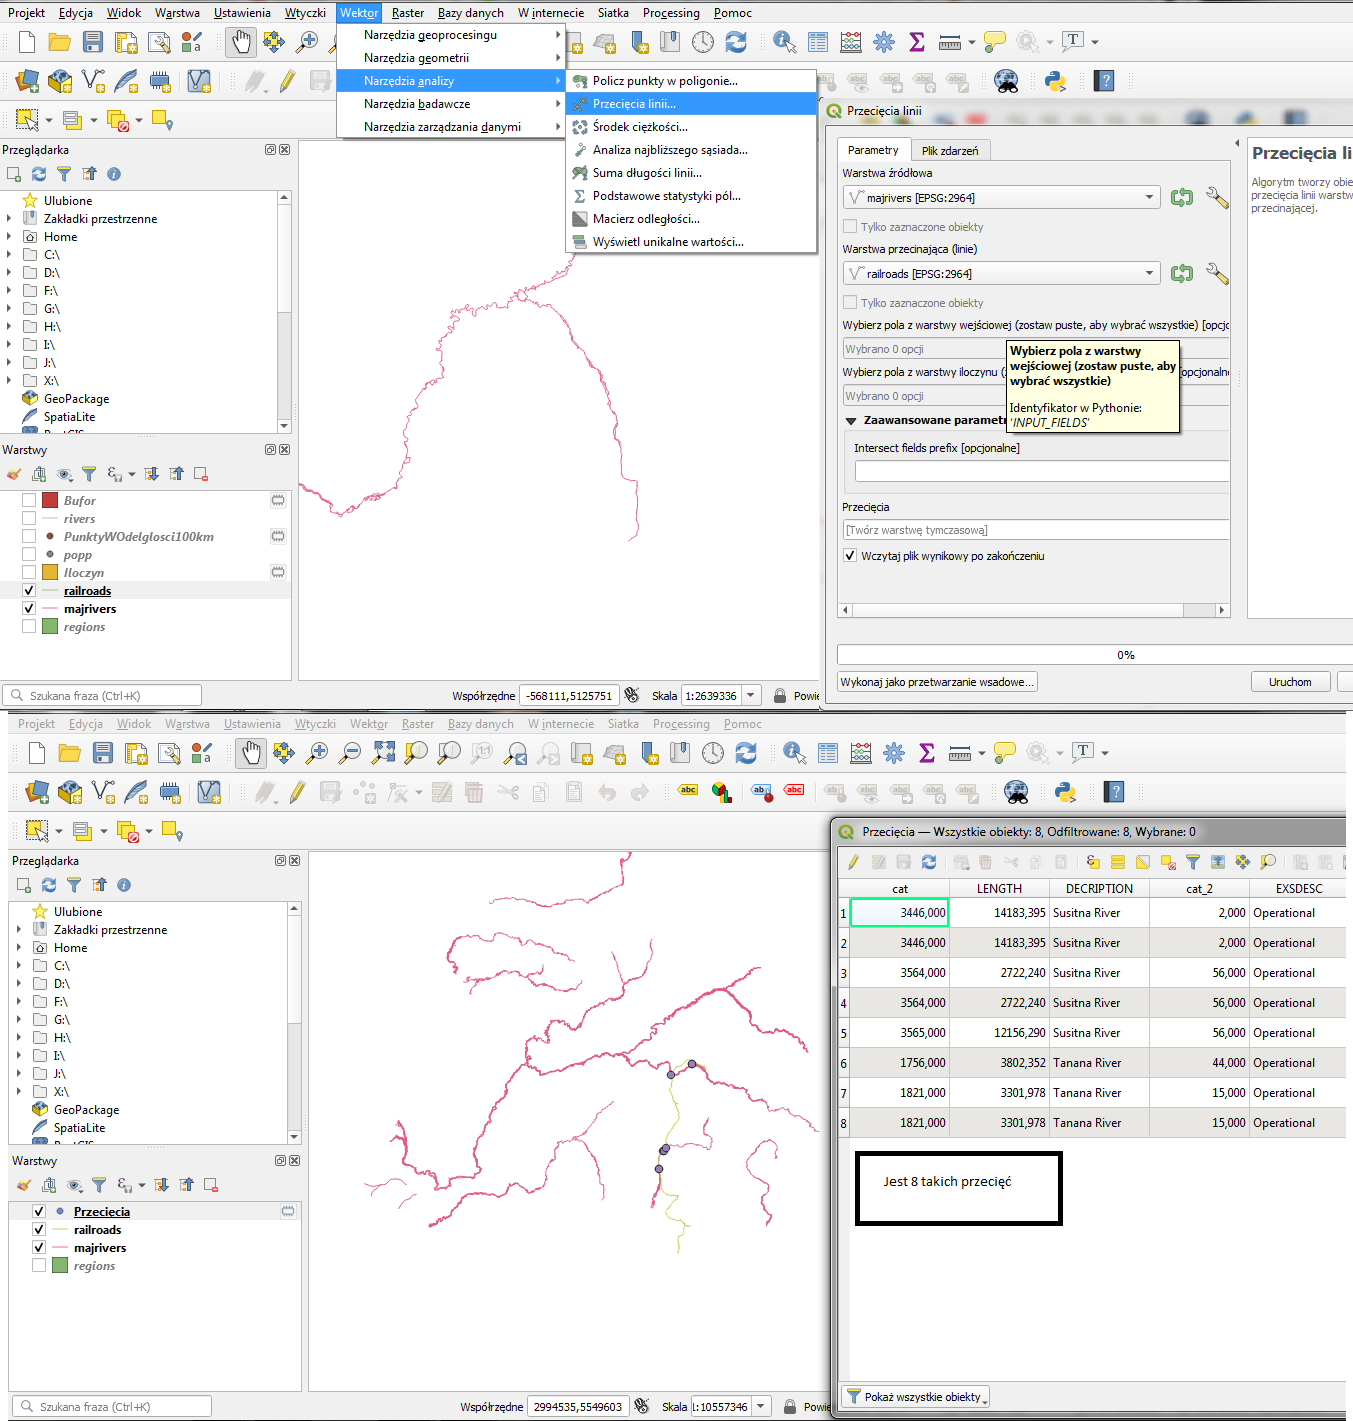 Projekt Edycja Widok Warstwa Ustawienia Wtyczki Wektor Raster Bazy danych W internecie Siatka Processing Pomoc
Narzędzia geoprocesingu
Narzędzia geometrii
Narzędzia analizy
Narzędzia badawcze
Narzędzia zarządzania danymi
Policz punkty w poligonie...
Przecięcia linii...
Środek ciężkości...
Analiza najbliższego sąsiada...
Suma długości linii...
Podstawowe statystyki pól...
Macierz odległości...
Wyświetl unikalne wartości...
Przeglądarka
Ulubione
Zakładki przestrzenne
Home
C:\
D:\
F:\
G:\
H:\
I:\
J:\
X:\
GeoPackage
SpatiaLite
PostGIS
Warstwy
Bufor
rivers
PunktyWOdelglosci100km
popp
Iloczyn
railroads
majrivers
regions
Szukana fraza (Ctrl+K)
Współrzędne -568111,5125751 Skala 1:2639336 Powie
Przecięcia linii
Parametry Plik zdarzeń
Warstwa źródłowa
majrivers [EPSG:2964]
Tylko zaznaczone obiekty
Warstwa przecinająca (linie)
railroads [EPSG:2964]
Tylko zaznaczone obiekty
Wybierz pola z warstwy wejściowej (zostaw puste, aby wybrać wszystkie) [opcjo
Wybrano 0 opcji
Wybierz pola z warstwy iloczynu (z
opcjonalne
Wybrano 0 opcji
Wybierz pola z warstwy
wejściowej (zostaw puste, aby
wybrać wszystkie)
Identyfikator w Pythonie:
'INPUT_FIELDS'
Zaawansowane parametr
Intersect fields prefix [opcjonalne]
Przecięcia
[Twórz warstwę tymczasową]
Wczytaj plik wynikowy po zakończeniu
0%
Wykonaj jako przetwarzanie wsadowe...
Uruchom
Przecięcia li
Algorytm tworzy obie
przecięcia linii warstw
przecinającej.
Projekt Edycja Widok Warstwa Ustawienia Wtyczki Wektor Raster Bazy danych W internecie Siatka Processing Pomoc
Przeglądarka
Ulubione
Zakładki przestrzenne
Home
C:\
D:\
F:\
G:\
H:\
I:\
J:\
X:\
GeoPackage
SpatiaLite
PostGIS
Warstwy
Przecięcia
railroads
majrivers
regions
Szukana fraza (Ctrl+K)
Współrzędne 2994535,5549603 Skala 1:10557346 Powie
Przecięcia — Wszystkie obiekty: 8, Odfiltrowane: 8, Wybrane: 0
cat LENGTH DECRIPTION cat_2 EXSDESC
1 3446,000 14183,395 Susitna River 2,000 Operational
2 3446,000 14183,395 Susitna River 2,000 Operational
3 3564,000 2722,240 Susitna River 56,000 Operational
4 3564,000 2722,240 Susitna River 56,000 Operational
5 3565,000 12156,290 Susitna River 56,000 Operational
6 1756,000 3802,352 Tanana River 44,000 Operational
7 1821,000 3301,978 Tanana River 15,000 Operational
8 1821,000 3301,978 Tanana River 15,000 Operational
Jest 8 takich przecięć
Pokaż wszystkie obiekty